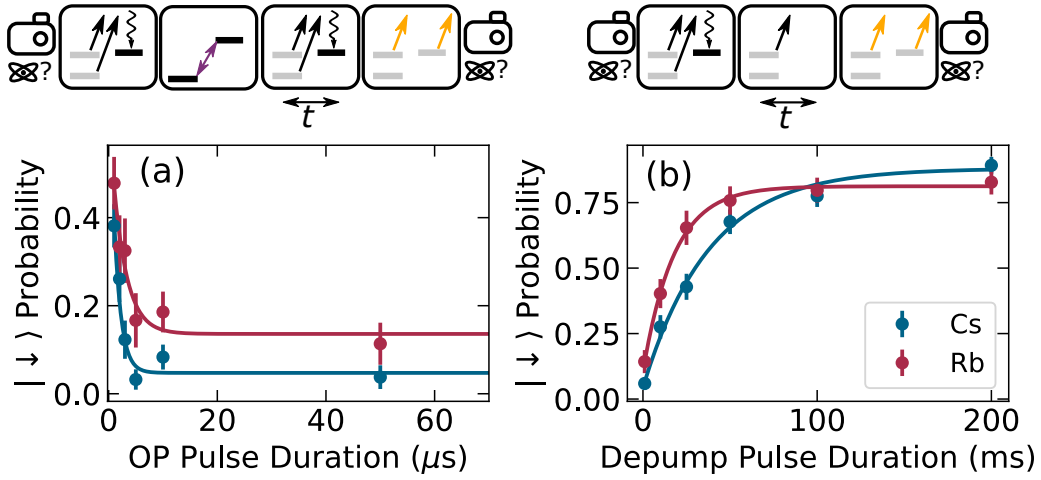 ? ? ? ?
t t
(a)
| ↓ ⟩ Probability
0.4
0.2
0.0
0 20 40 60
OP Pulse Duration (μs)
(b)
| ↓ ⟩ Probability
0.75
0.50
0.25
0.00
Cs
Rb
0 100 200
Depump Pulse Duration (ms)